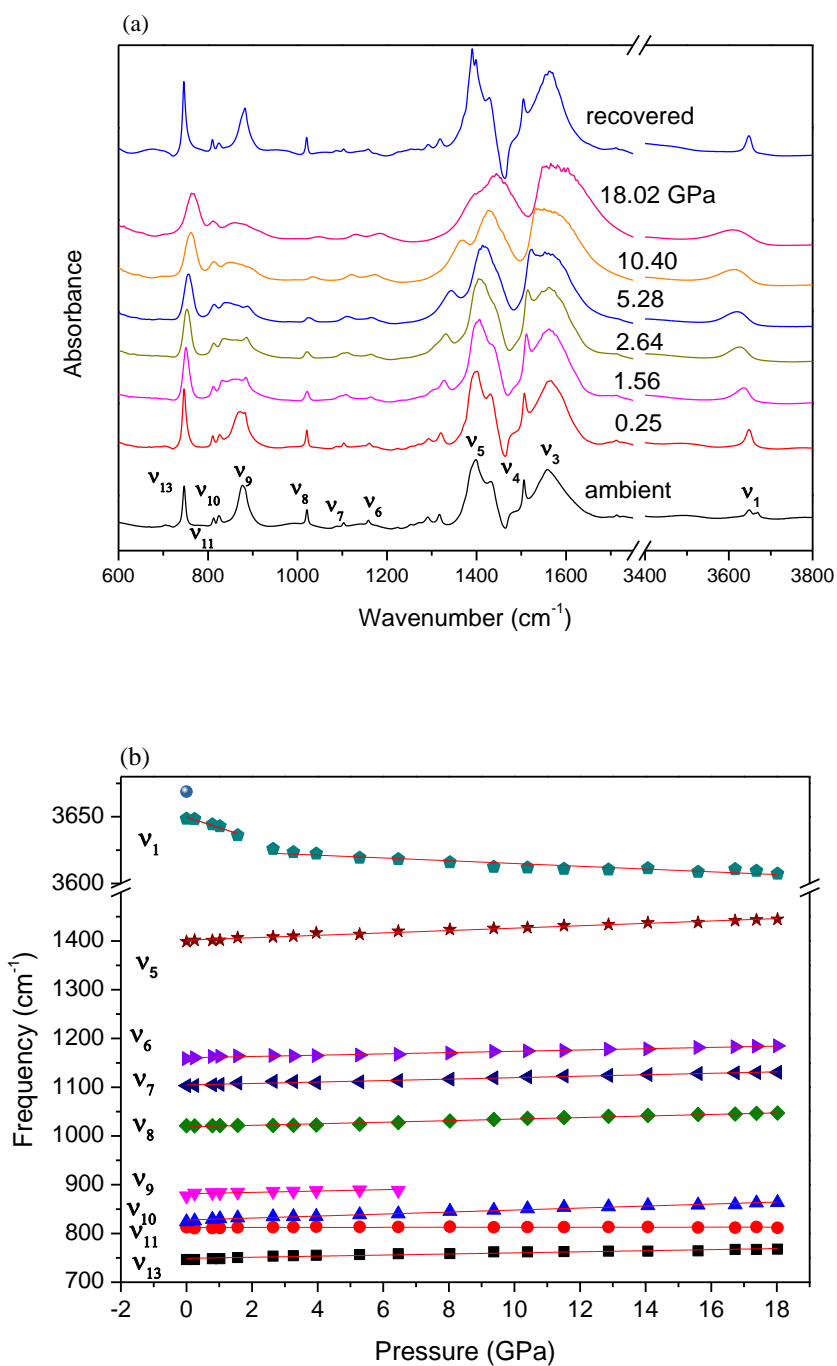 (a)
recovered
18.02 GPa
10.40
5.28
2.64
1.56
0.25
ambient
ν13
ν11
ν10
ν9
ν8
ν7
ν6
ν5
ν4
ν3
ν1
Absorbance
600 800 1000 1200 1400 1600 3400 3600 3800
Wavenumber (cm-1)
(b)
3650
3600
1400
1300
1200
1100
1000
900
800
700
ν1
ν5
ν6
ν7
ν8
ν9
ν10
ν11
ν13
Frequency (cm-1)
-2 0 2 4 6 8 10 12 14 16 18
Pressure (GPa)